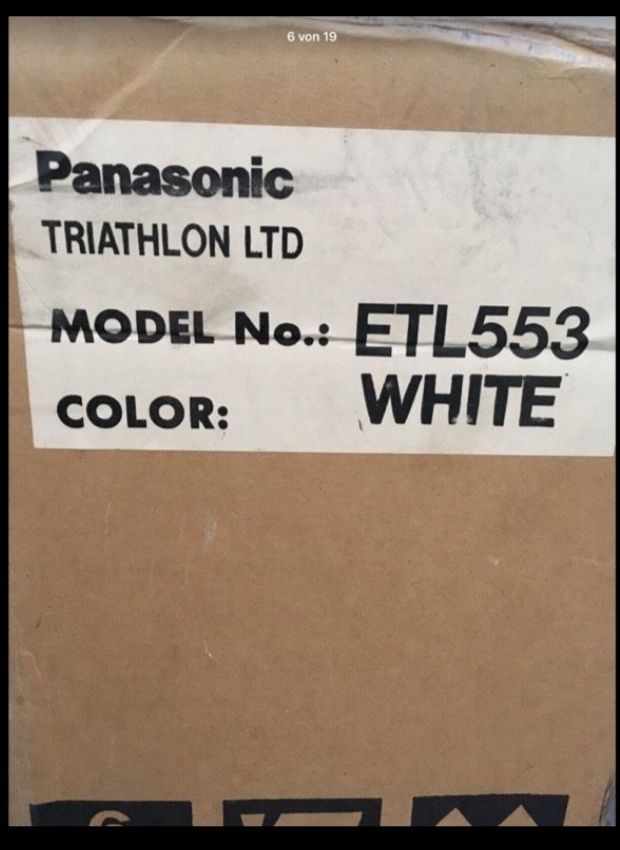 6 von 19
Panasonic
TRIATHLON LTD
MODEL No.: ETL553
COLOR: WHITE